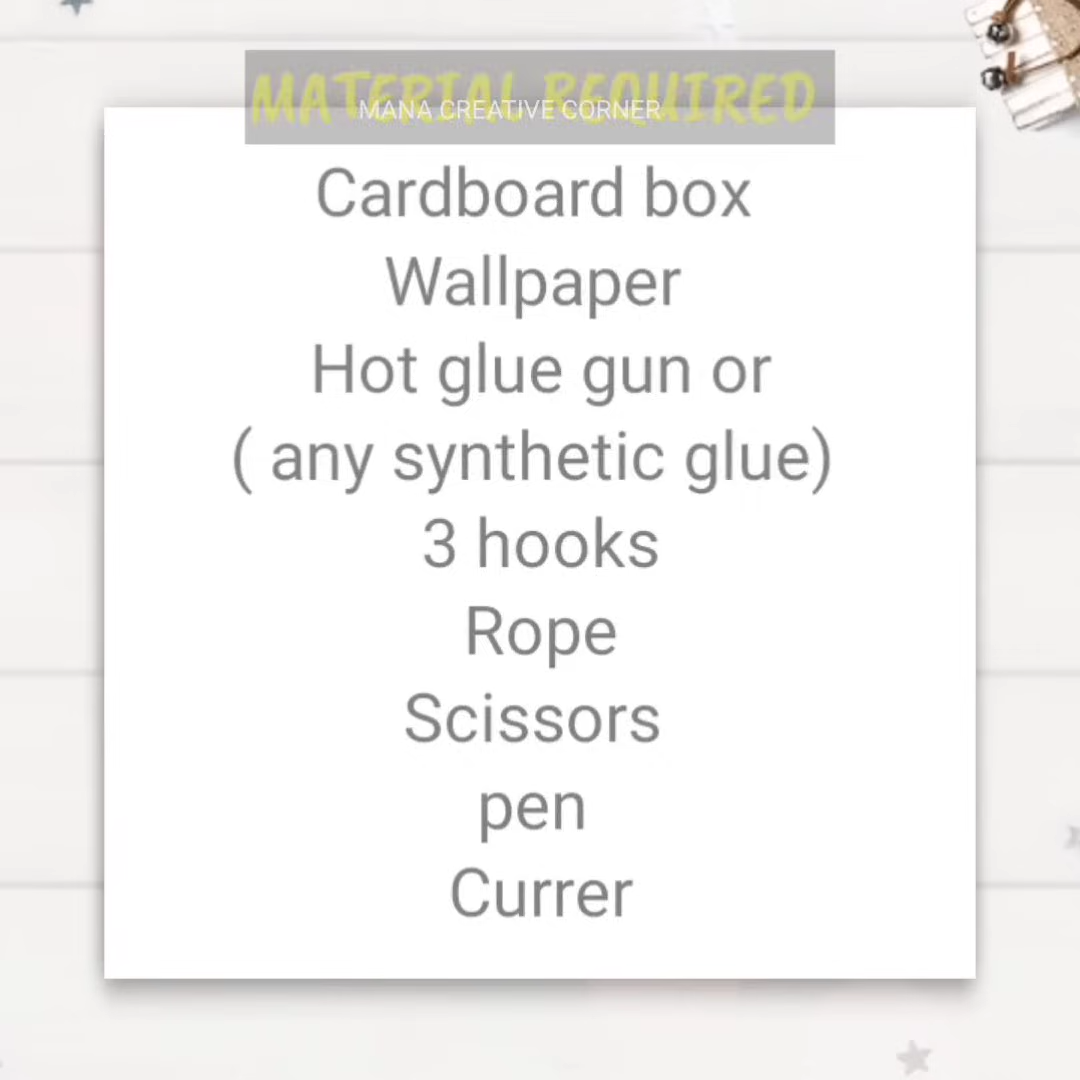 MATERIAL REQUIRED
MANA CREATIVE CORNER
Cardboard box
Wallpaper
Hot glue gun or
( any synthetic glue)
3 hooks
Rope
Scissors
pen
Currer